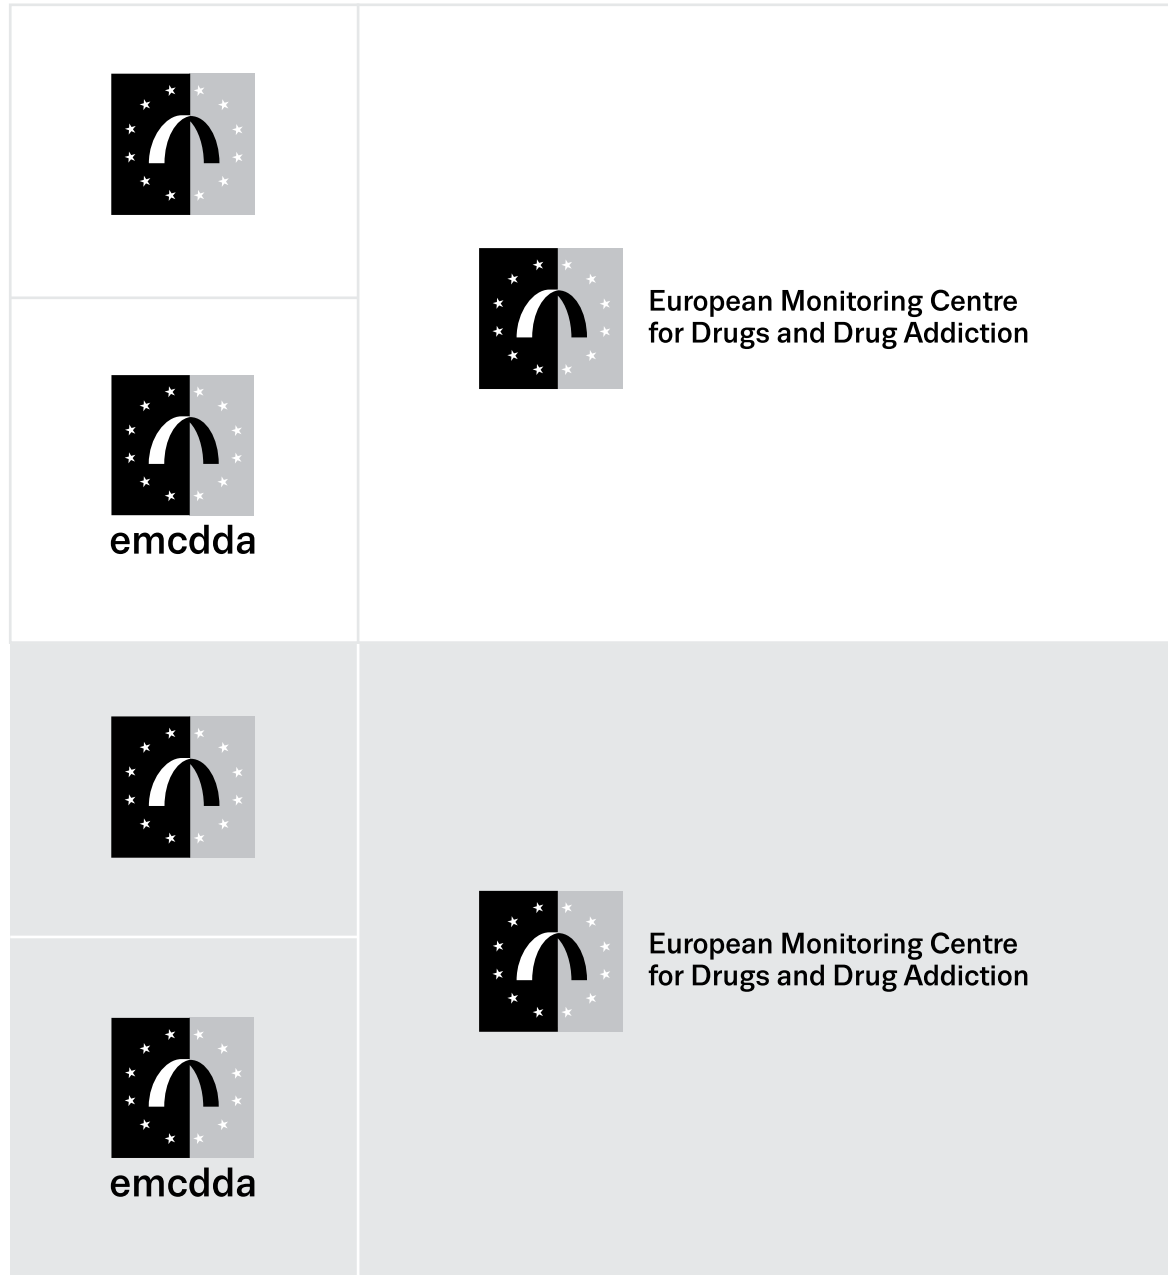 European Monitoring Centre
for Drugs and Drug Addiction
emcdda
European Monitoring Centre
for Drugs and Drug Addiction
emcdda